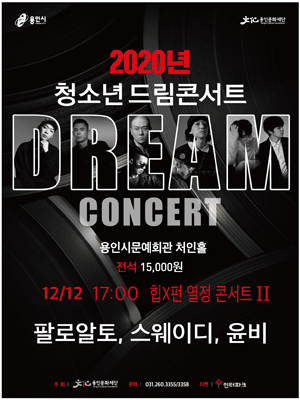 용인시
용인문화재단
2020년
청소년 드림콘서트
DREAM
CONCERT
용인시문예회관 처인홀
전석 15,000원
12/12 17:00 힙X펀 열정 콘서트 II
팔로알토, 스웨이디, 윤비
주최 | 용인문화재단 문의 | 031.260.3355/3358 티켓 | 인터파크